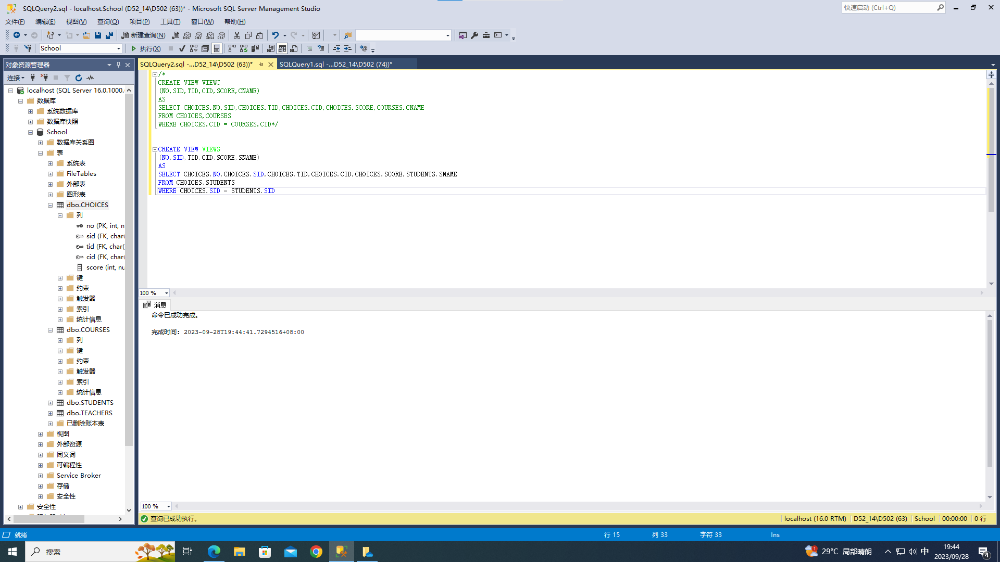 SQLQuery2.sql - localhost.School (D52_14\D502 (63))* - Microsoft SQL Server Management Studio
快速启动 (Ctrl+Q)
文件(F) 编辑(E) 视图(V) 查询(Q) 项目(P) 工具(T) 窗口(W) 帮助(H)
新建查询(N)
MDX DMX XMLA DAX
School
执行(X)
对象资源管理器
SQLQuery2.sql -...D52_14\D502 (63))*
SQLQuery1.sql -...D52_14\D502 (74))*
连接
localhost (SQL Server 16.0.1000.
数据库
系统数据库
数据库快照
School
数据库关系图
表
系统表
FileTables
外部表
图形表
dbo.CHOICES
列
no (PK, int, n
sid (FK, char(
tid (FK, char(
cid (FK, char(
score (int, nu
键
约束
触发器
索引
统计信息
dbo.COURSES
列
键
约束
触发器
索引
统计信息
dbo.STUDENTS
dbo.TEACHERS
已删除账本表
视图
外部资源
同义词
可编程性
Service Broker
存储
安全性
安全性
/*
CREATE VIEW VIEWC
(NO,SID,TID,CID,SCORE,CNAME)
AS
SELECT CHOICES.NO,SID,CHOICES.TID,CHOICES.CID,CHOICES.SCORE,COURSES.CNAME
FROM CHOICES,COURSES
WHERE CHOICES.CID = COURSES.CID*/
CREATE VIEW VIEWS
(NO,SID,TID,CID,SCORE,SNAME)
AS
SELECT CHOICES.NO,CHOICES.SID,CHOICES.TID,CHOICES.CID,CHOICES.SCORE,STUDENTS.SNAME
FROM CHOICES,STUDENTS
WHERE CHOICES.SID = STUDENTS.SID
100 %
消息
命令已成功完成。
完成时间: 2023-09-28T19:44:41.7294516+08:00
100 %
查询已成功执行。
localhost (16.0 RTM) D52_14\D502 (63) School 00:00:00 0 行
就绪
行 15 列 33 字符 33 Ins
搜索
1
29°C 局部晴朗
中
19:44
2023/09/28
4